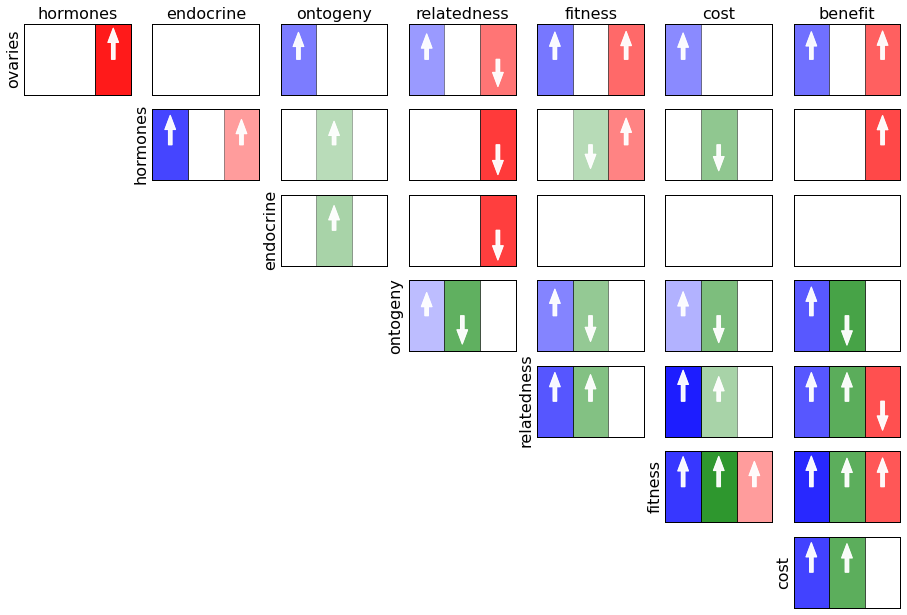 hormones endocrine ontogeny relatedness fitness cost benefit
ovaries
hormones
endocrine
ontogeny
relatedness
fitness
cost